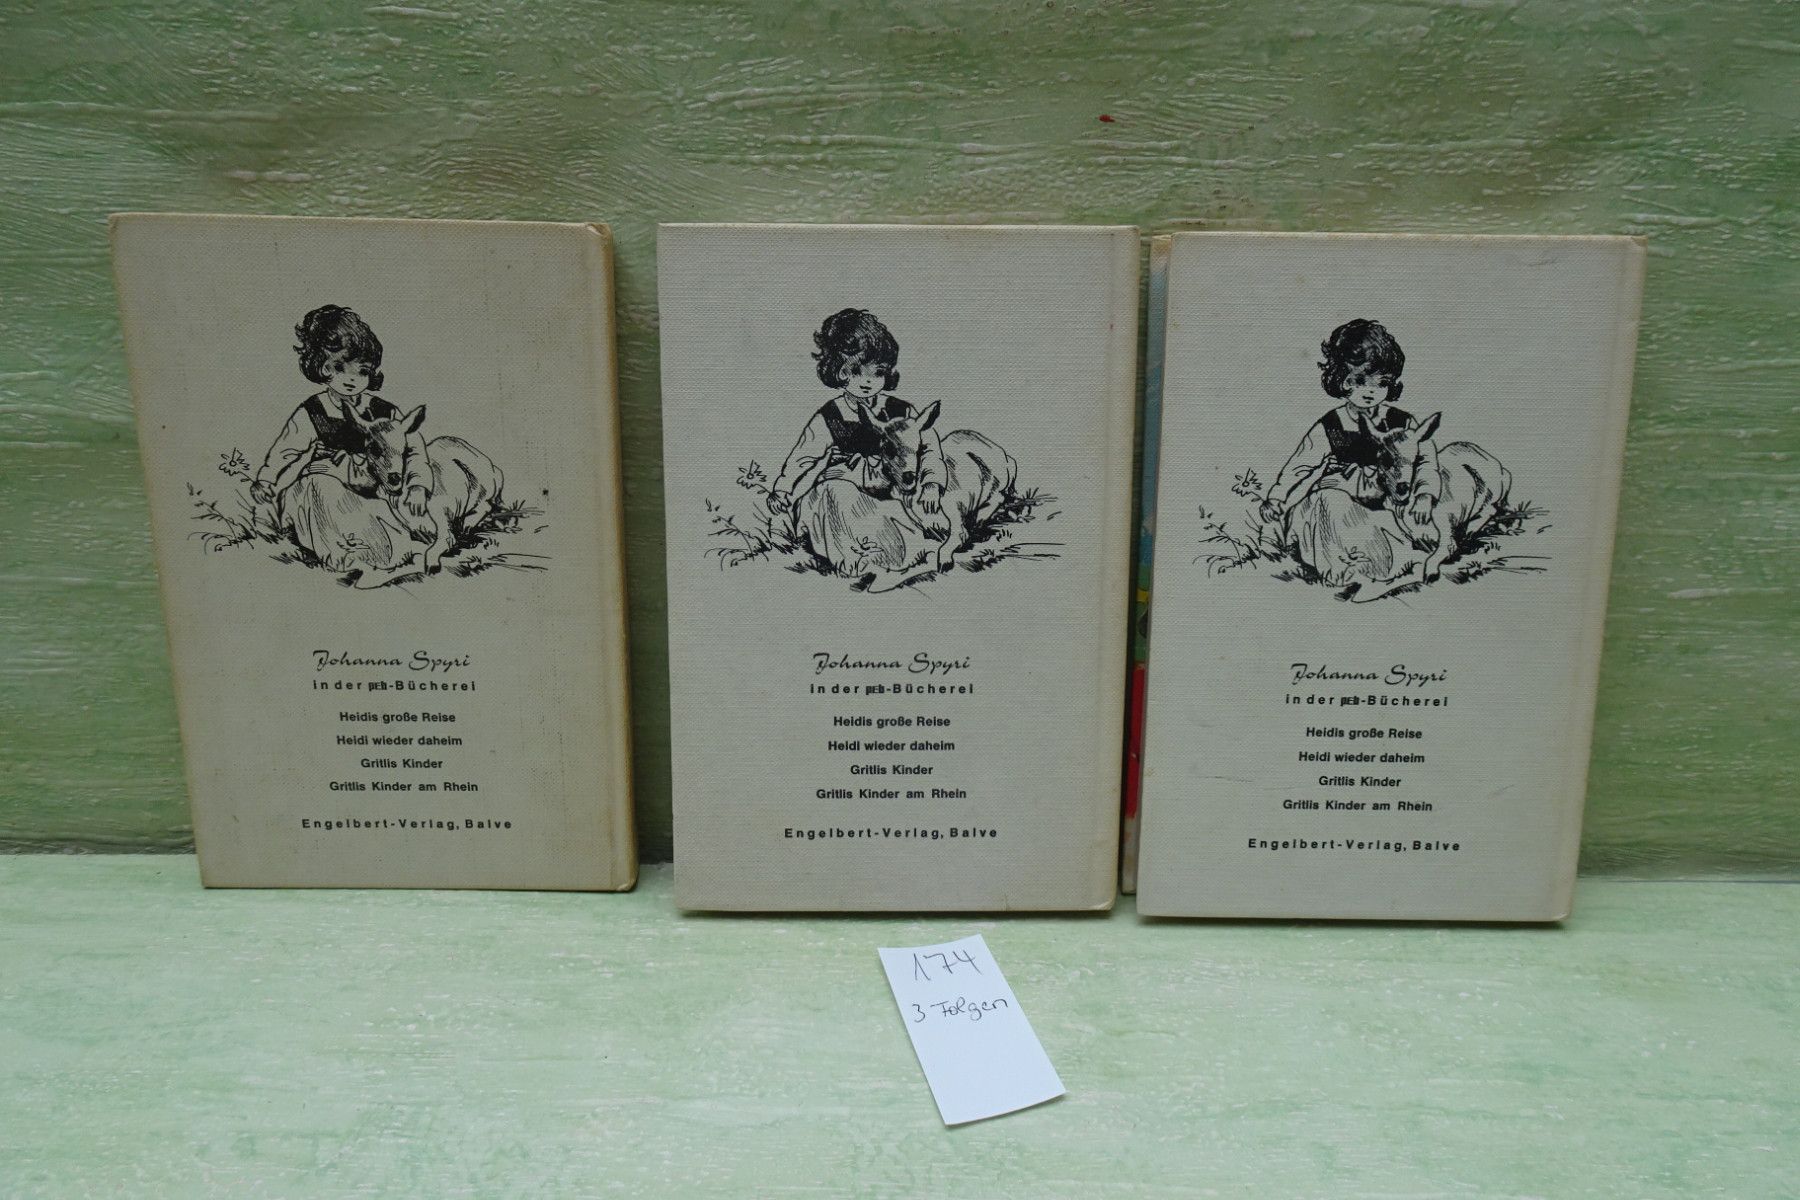 Johanna Spyri
in der PEB-Bücherei
Heidis große Reise
Heidi wieder daheim
Gritlis Kinder
Gritlis Kinder am Rhein
Engelbert-Verlag, Balve
Johanna Spyri
in der PEB-Bücherei
Heidis große Reise
Heidi wieder daheim
Gritlis Kinder
Gritlis Kinder am Rhein
Engelbert-Verlag, Balve
Johanna Spyri
in der PEB-Bücherei
Heidis große Reise
Heidi wieder daheim
Gritlis Kinder
Gritlis Kinder am Rhein
Engelbert-Verlag, Balve
174
3 Folgen